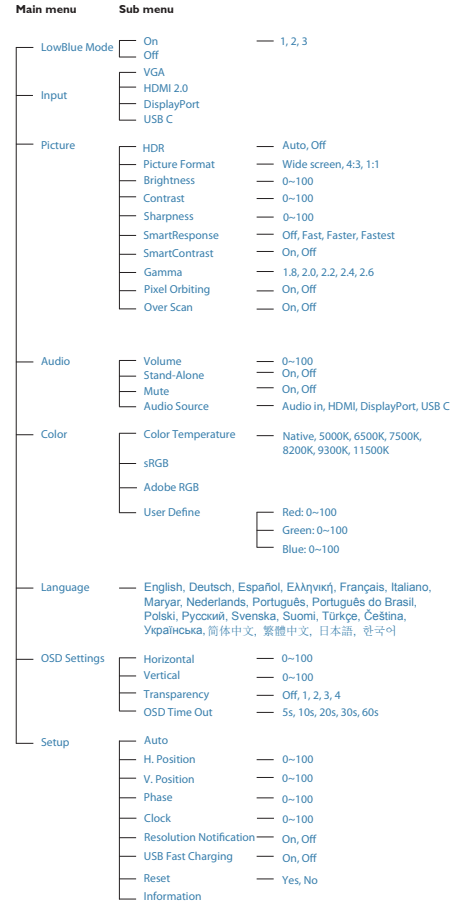 Main menu Sub menu
LowBlue Mode On 1, 2, 3
Off
Input VGA
HDMI 2.0
DisplayPort
USB C
Picture HDR Auto, Off
Picture Format Wide screen, 4:3, 1:1
Brightness 0~100
Contrast 0~100
Sharpness 0~100
SmartResponse Off, Fast, Faster, Fastest
SmartContrast On, Off
Gamma 1.8, 2.0, 2.2, 2.4, 2.6
Pixel Orbiting On, Off
Over Scan On, Off
Audio Volume 0~100
Stand-Alone On, Off
Mute On, Off
Audio Source Audio in, HDMI, DisplayPort, USB C
Color Color Temperature Native, 5000K, 6500K, 7500K,
8200K, 9300K, 11500K
sRGB
Adobe RGB
User Define Red: 0~100
Green: 0~100
Blue: 0~100
Language English, Deutsch, Español, Ελληνική, Français, Italiano,
Maryar, Nederlands, Português, Português do Brasil,
Polski, Русский, Svenska, Suomi, Türkçe, Čeština,
Українська, 简体中文, 繁體中文, 日本語, 한국어
OSD Settings Horizontal 0~100
Vertical 0~100
Transparency Off, 1, 2, 3, 4
OSD Time Out 5s, 10s, 20s, 30s, 60s
Setup Auto
H. Position 0~100
V. Position 0~100
Phase 0~100
Clock 0~100
Resolution Notification On, Off
USB Fast Charging On, Off
Reset Yes, No
Information